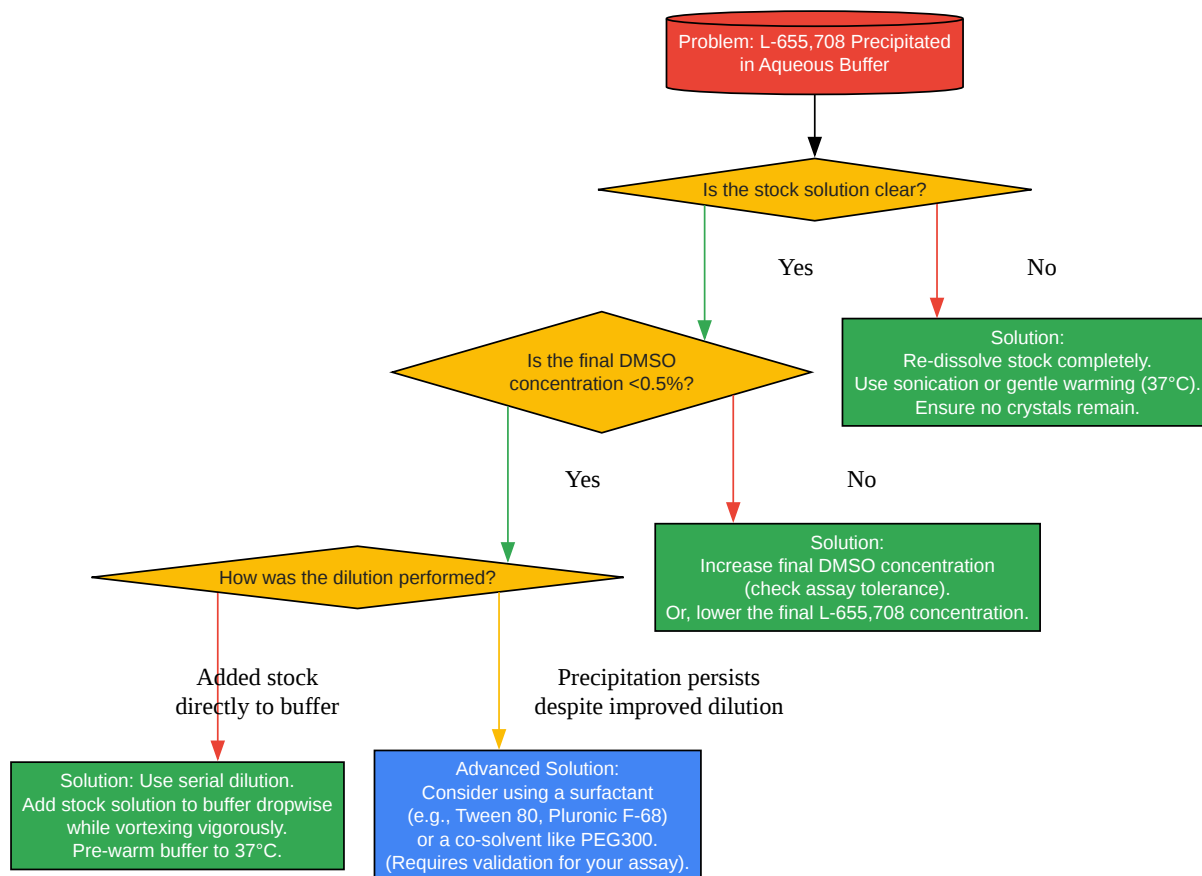 Problem: L-655,708 Precipitated
in Aqueous Buffer
Is the stock solution clear?
Yes
No
Is the final DMSO
concentration <0.5%?
Solution:
Re-dissolve stock completely.
Use sonication or gentle warming (37°C).
Ensure no crystals remain.
Yes
No
How was the dilution performed?
Solution:
Increase final DMSO concentration
(check assay tolerance).
Or, lower the final L-655,708 concentration.
Added stock
directly to buffer
Precipitation persists
despite improved dilution
Solution: Use serial dilution.
Add stock solution to buffer dropwise
while vortexing vigorously.
Pre-warm buffer to 37°C.
Advanced Solution:
Consider using a surfactant
(e.g., Tween 80, Pluronic F-68)
or a co-solvent like PEG300.
(Requires validation for your assay).